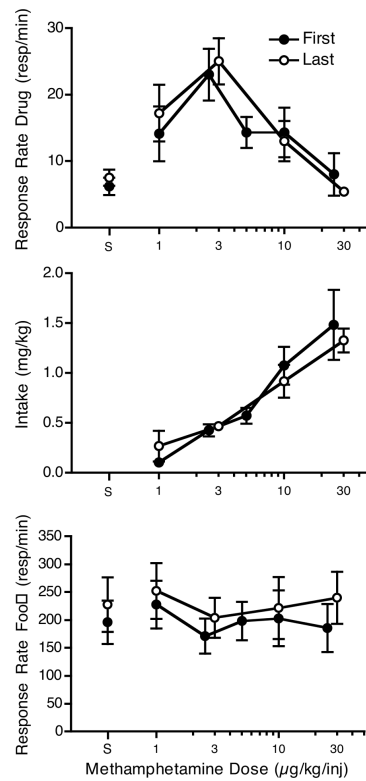 30
20
10
0
Response Rate Drug (resp/min)
First
Last
S 1 3 10 30
2.0
1.5
1.0
0.5
0.0
Intake (mg/kg)
S 1 3 10 30
350
300
250
200
150
100
50
0
Response Rate Foo□ (resp/min)
S 1 3 10 30
Methamphetamine Dose (µg/kg/inj)